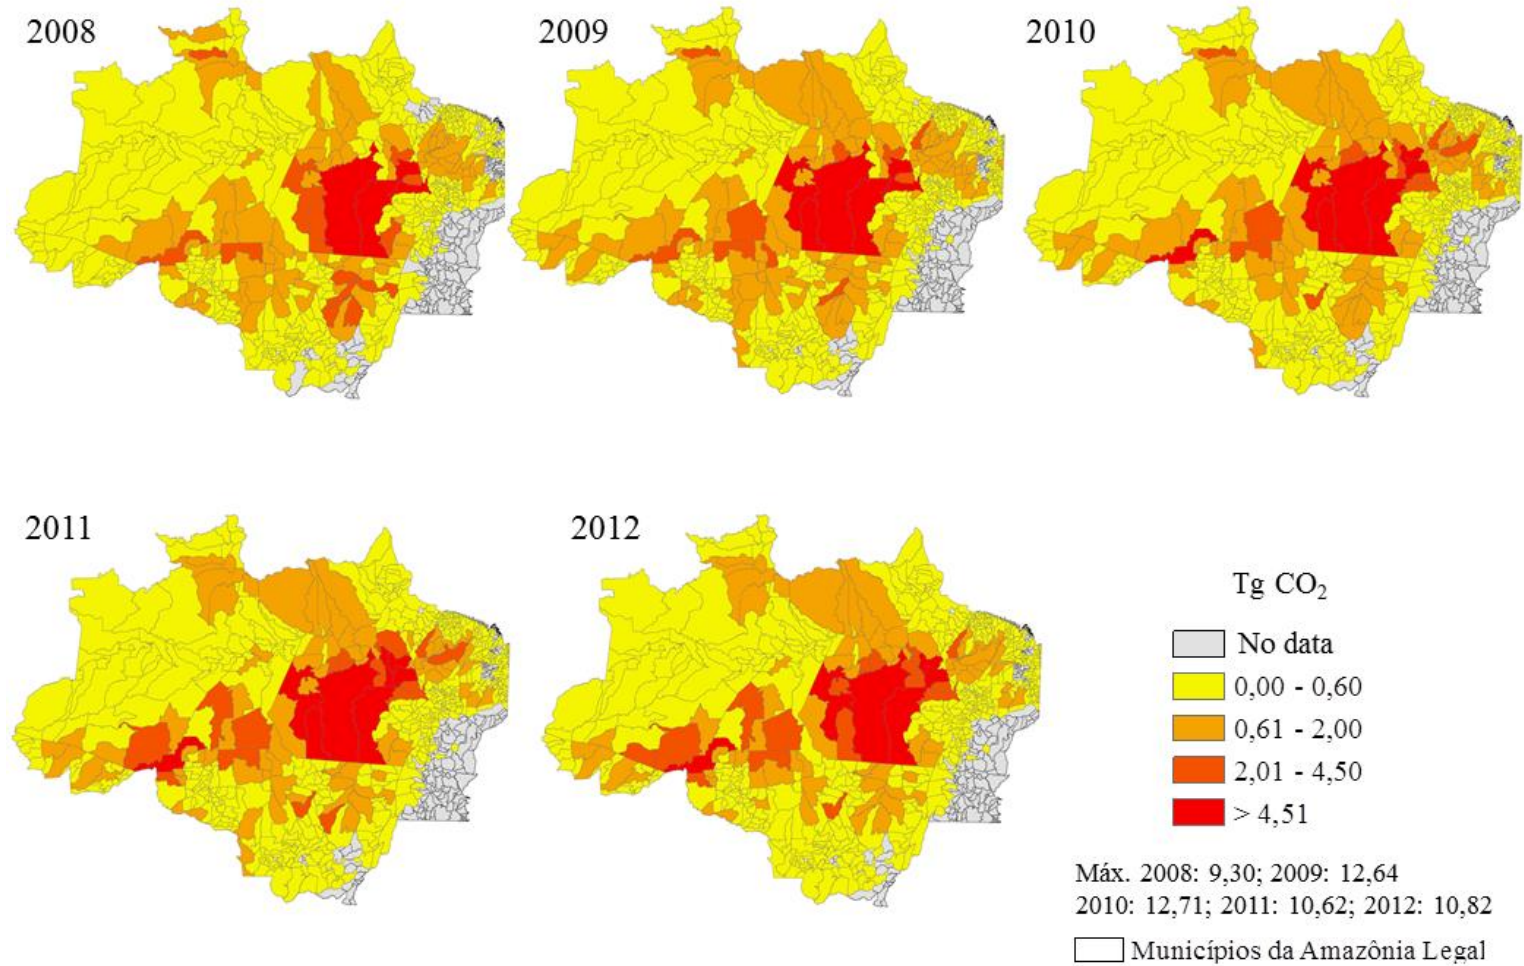 2008
2009
2010
2011
2012
Tg CO₂
No data
0,00 - 0,60
0,61 - 2,00
2,01 - 4,50
> 4,51
Máx. 2008: 9,30; 2009: 12,64
2010: 12,71; 2011: 10,62; 2012: 10,82
Municípios da Amazônia Legal